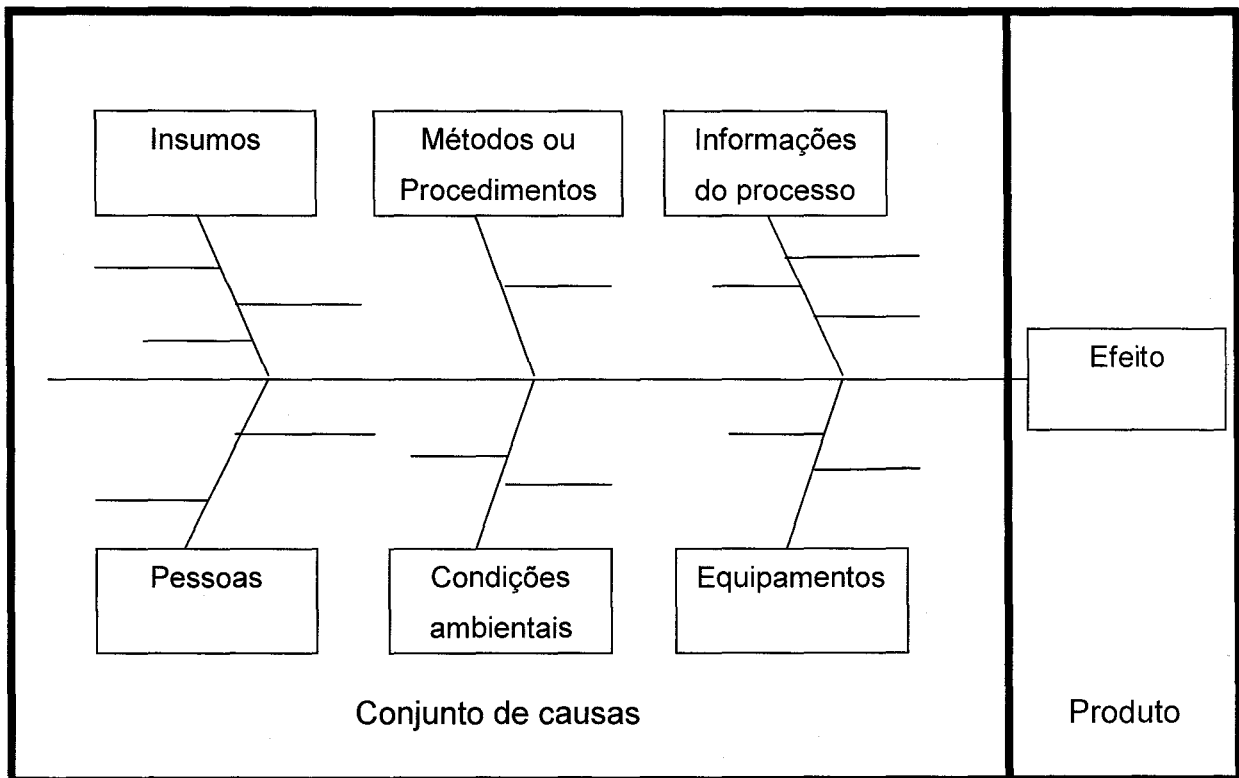 Insumos
Métodos ou
Procedimentos
Informações
do processo
Efeito
Pessoas
Condições
ambientais
Equipamentos
Conjunto de causas
Produto